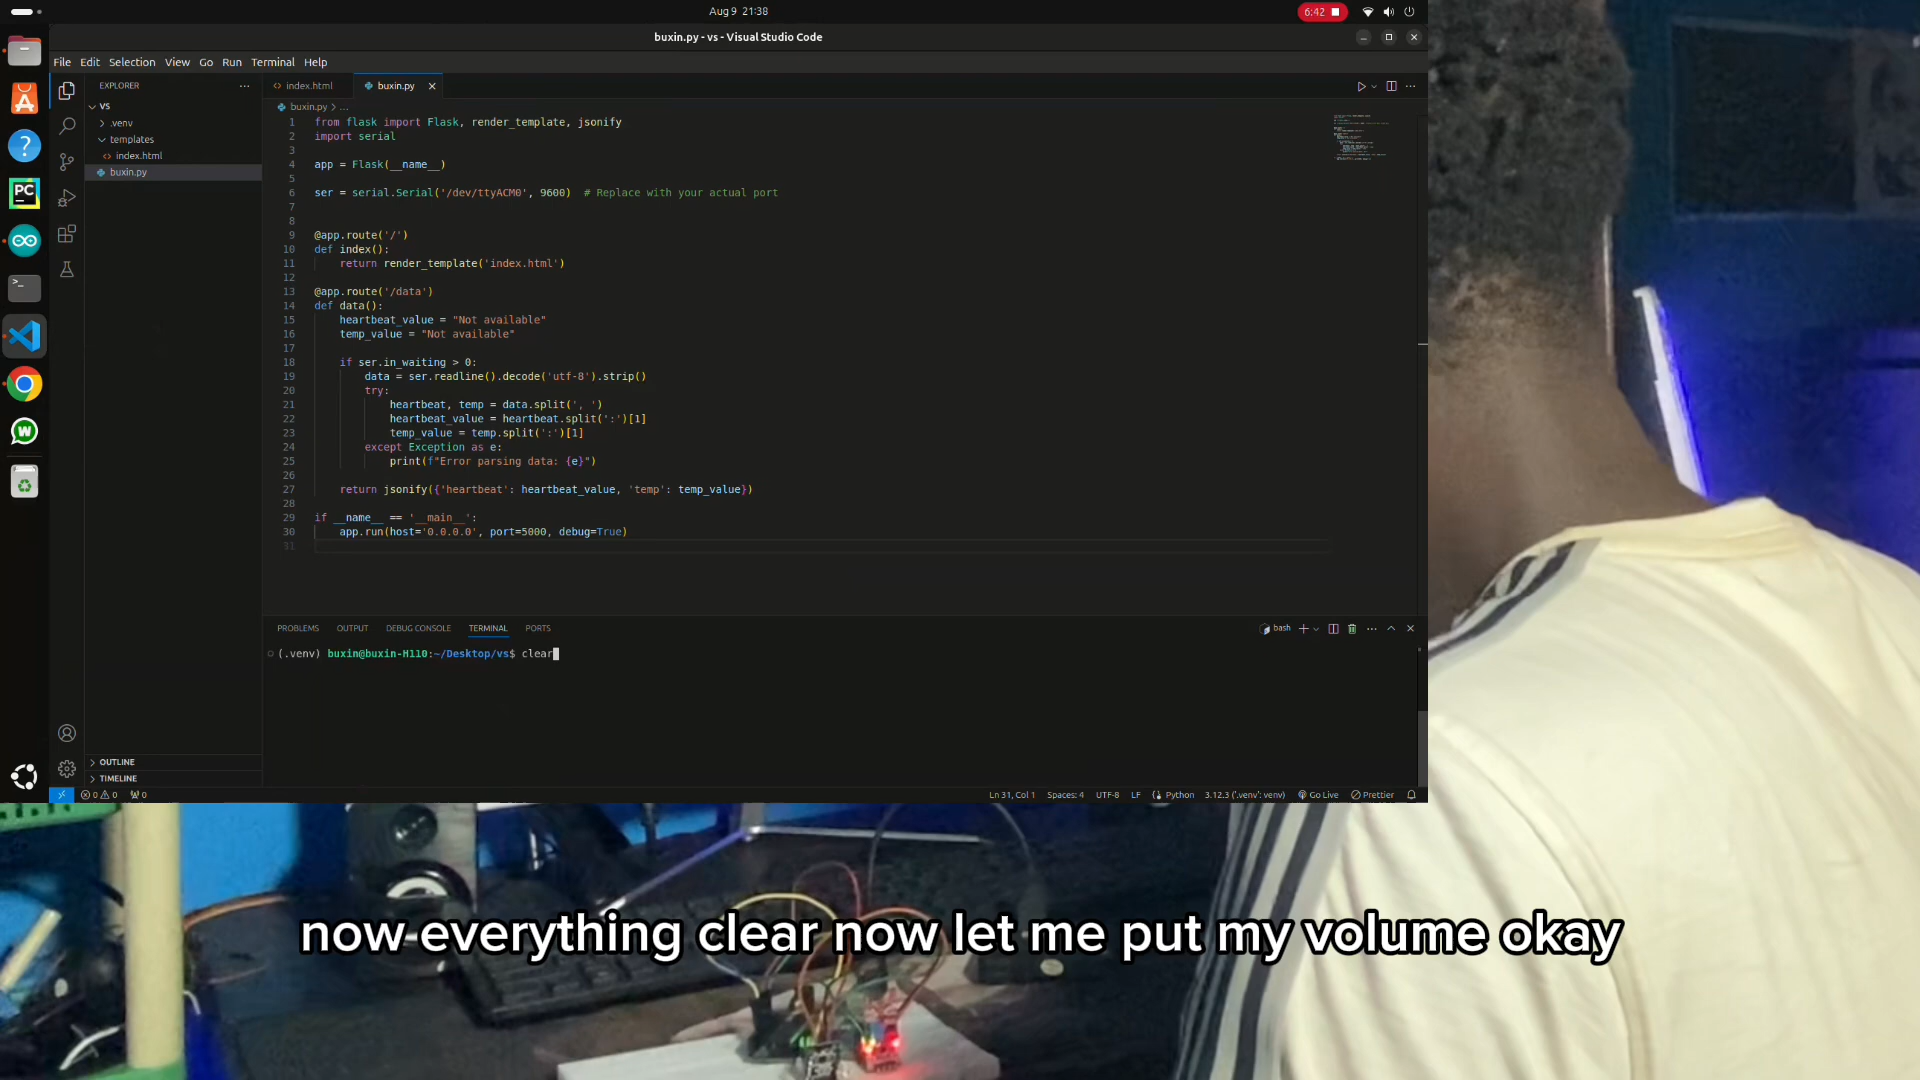 Aug 9 21:38
6:42
buxin.py - vs - Visual Studio Code
File Edit Selection View Go Run Terminal Help
EXPLORER
VS
.venv
templates
index.html
buxin.py
OUTLINE
TIMELINE
index.html
buxin.py
buxin.py > ...
1 from flask import Flask, render_template, jsonify
2 import serial
3
4 app = Flask(__name__)
5
6 ser = serial.Serial('/dev/ttyACM0', 9600)  # Replace with your actual port
7
8
9 @app.route('/')
10 def index():
11     return render_template('index.html')
12
13 @app.route('/data')
14 def data():
15     heartbeat_value = "Not available"
16     temp_value = "Not available"
17
18     if ser.in_waiting > 0:
19         data = ser.readline().decode('utf-8').strip()
20         try:
21             heartbeat, temp = data.split(', ')
22             heartbeat_value = heartbeat.split(':')[1]
23             temp_value = temp.split(':')[1]
24         except Exception as e:
25             print(f"Error parsing data: {e}")
26
27     return jsonify({'heartbeat': heartbeat_value, 'temp': temp_value})
28
29 if __name__ == '__main__':
30     app.run(host='0.0.0.0', port=5000, debug=True)
31
PROBLEMS OUTPUT DEBUG CONSOLE TERMINAL PORTS
bash
(.venv) buxin@buxin-H110:~/Desktop/vs$ clear
0 0 0
Ln 31, Col 1 Spaces: 4 UTF-8 LF Python 3.12.3 ('.venv': venv) Go Live Prettier
PC
now everything clear now let me put my volume okay